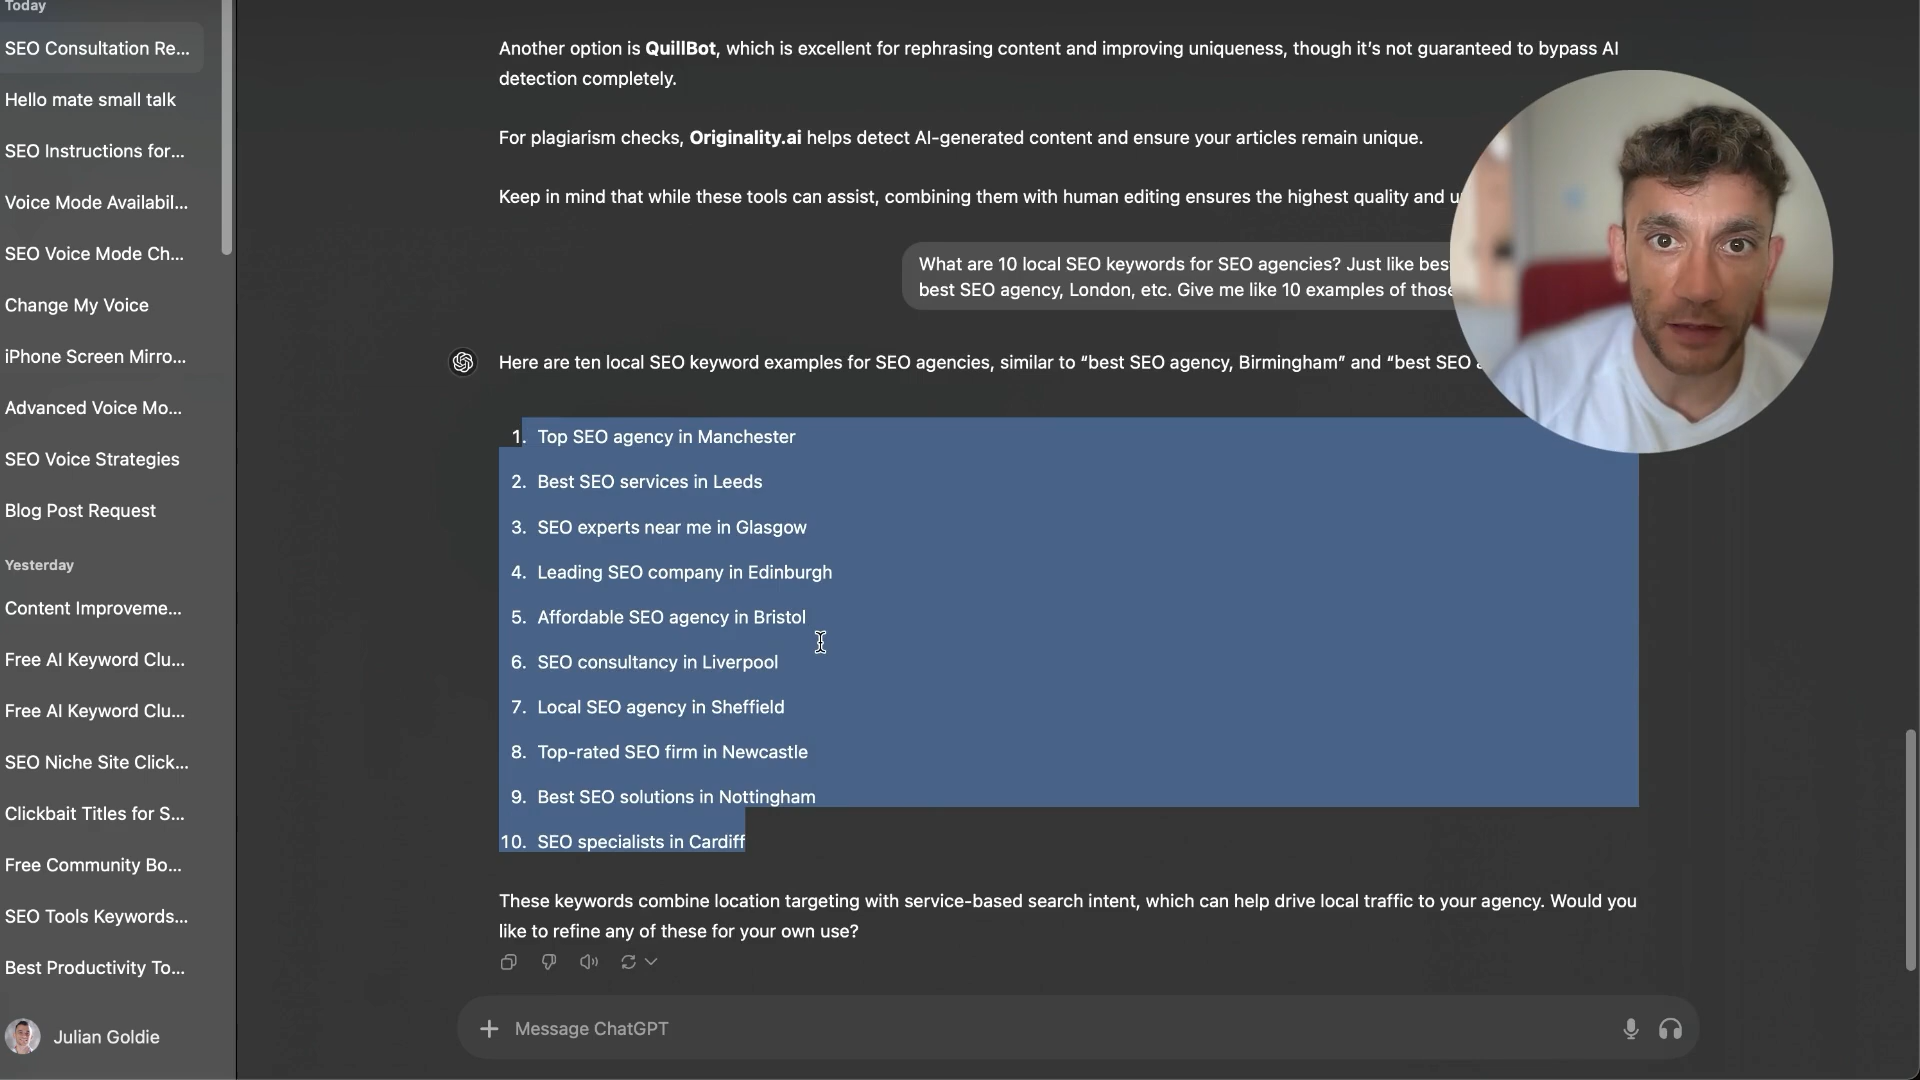 Today
SEO Consultation Re...
Hello mate small talk
SEO Instructions for...
Voice Mode Availabil...
SEO Voice Mode Ch...
Change My Voice
iPhone Screen Mirro...
Advanced Voice Mo...
SEO Voice Strategies
Blog Post Request
Yesterday
Content Improveme...
Free AI Keyword Clu...
Free AI Keyword Clu...
SEO Niche Site Click...
Clickbait Titles for S...
Free Community Bo...
SEO Tools Keywords...
Best Productivity To...
Julian Goldie
Another option is QuillBot, which is excellent for rephrasing content and improving uniqueness, though it's not guaranteed to bypass AI
detection completely.
For plagiarism checks, Originality.ai helps detect AI-generated content and ensure your articles remain unique.
Keep in mind that while these tools can assist, combining them with human editing ensures the highest quality and
What are 10 local SEO keywords for SEO agencies? Just like bes
best SEO agency, London, etc. Give me like 10 examples of those
Here are ten local SEO keyword examples for SEO agencies, similar to “best SEO agency, Birmingham” and “best SEO
1. Top SEO agency in Manchester
2. Best SEO services in Leeds
3. SEO experts near me in Glasgow
4. Leading SEO company in Edinburgh
5. Affordable SEO agency in Bristol
6. SEO consultancy in Liverpool
7. Local SEO agency in Sheffield
8. Top-rated SEO firm in Newcastle
9. Best SEO solutions in Nottingham
10. SEO specialists in Cardiff
These keywords combine location targeting with service-based search intent, which can help drive local traffic to your agency. Would you
like to refine any of these for your own use?
Message ChatGPT